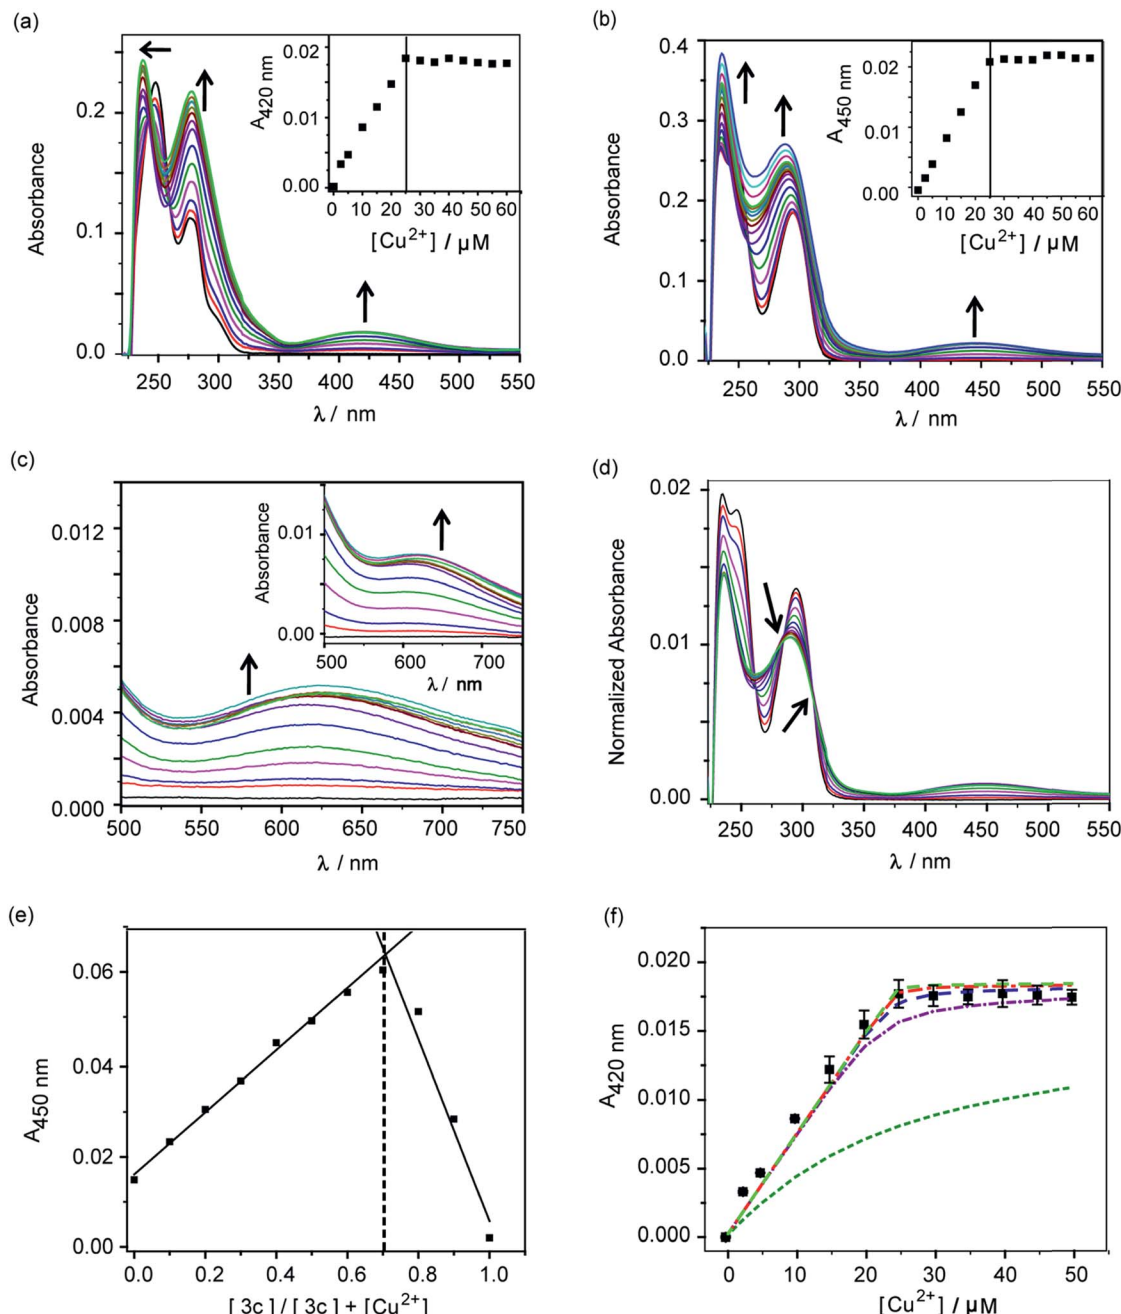 (a)
Absorbance
0.2
0.1
0.0
250 300 350 400 450 500 550
λ / nm
A420 nm
0.02
0.01
0.00
0 10 20 30 40 50 60
[Cu2+] / μM
(b)
Absorbance
0.4
0.3
0.2
0.1
0.0
250 300 350 400 450 500 550
λ / nm
A450 nm
0.02
0.01
0.00
0 10 20 30 40 50 60
[Cu2+] / μM
(c)
Absorbance
0.012
0.008
0.004
0.000
500 550 600 650 700 750
λ / nm
Absorbance
0.01
0.00
500 600 700
λ / nm
(d)
Normalized Absorbance
0.02
0.01
0.00
250 300 350 400 450 500 550
λ / nm
(e)
A450 nm
0.06
0.04
0.02
0.00
0.0 0.2 0.4 0.6 0.8 1.0
[3c]/[3c]+[Cu2+]
(f)
A420 nm
0.020
0.015
0.010
0.005
0.000
0 10 20 30 40 50
[Cu2+] / μM